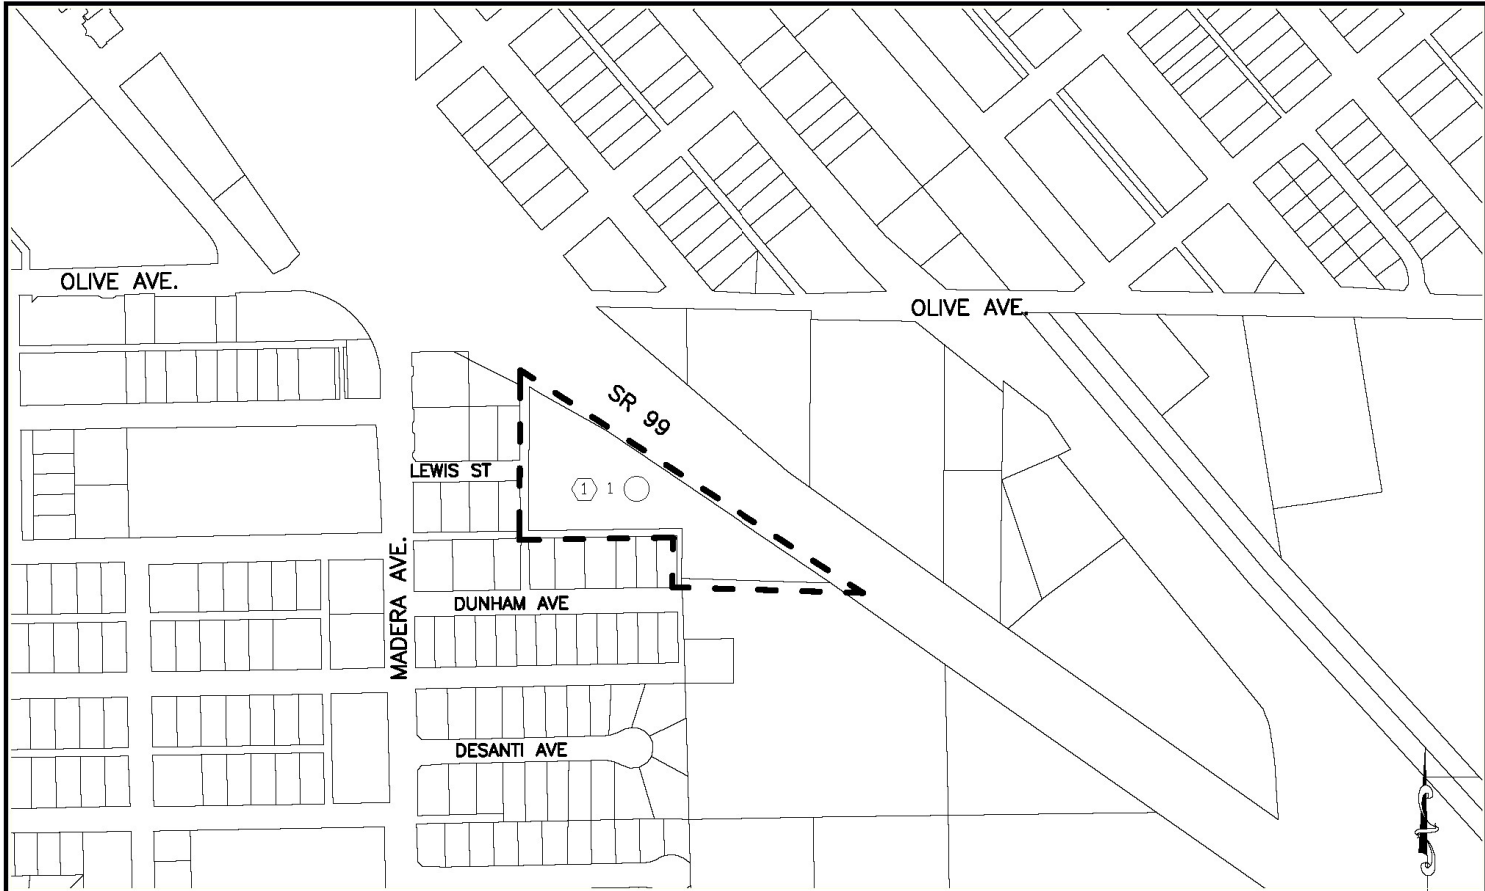 OLIVE AVE.
OLIVE AVE.
SR 99
LEWIS ST
1 1
MADERA AVE.
DUNHAM AVE
DESANTI AVE